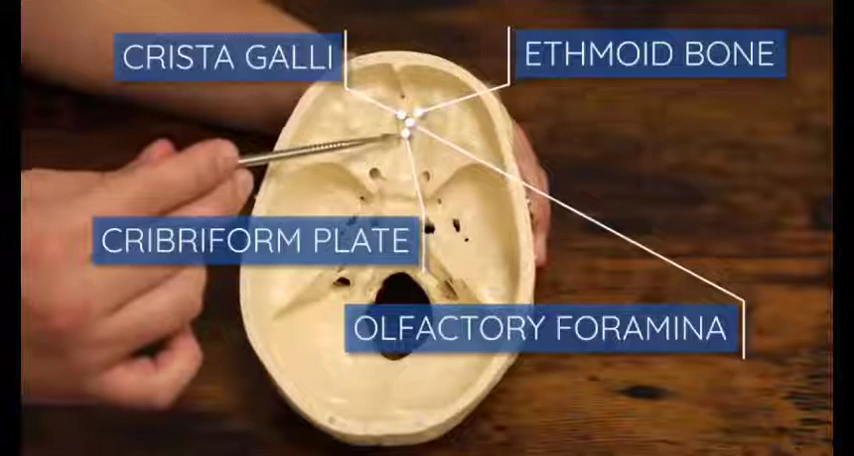 CRISTA GALLI
ETHMOID BONE
CRIBRIFORM PLATE
OLFACTORY FORAMINA